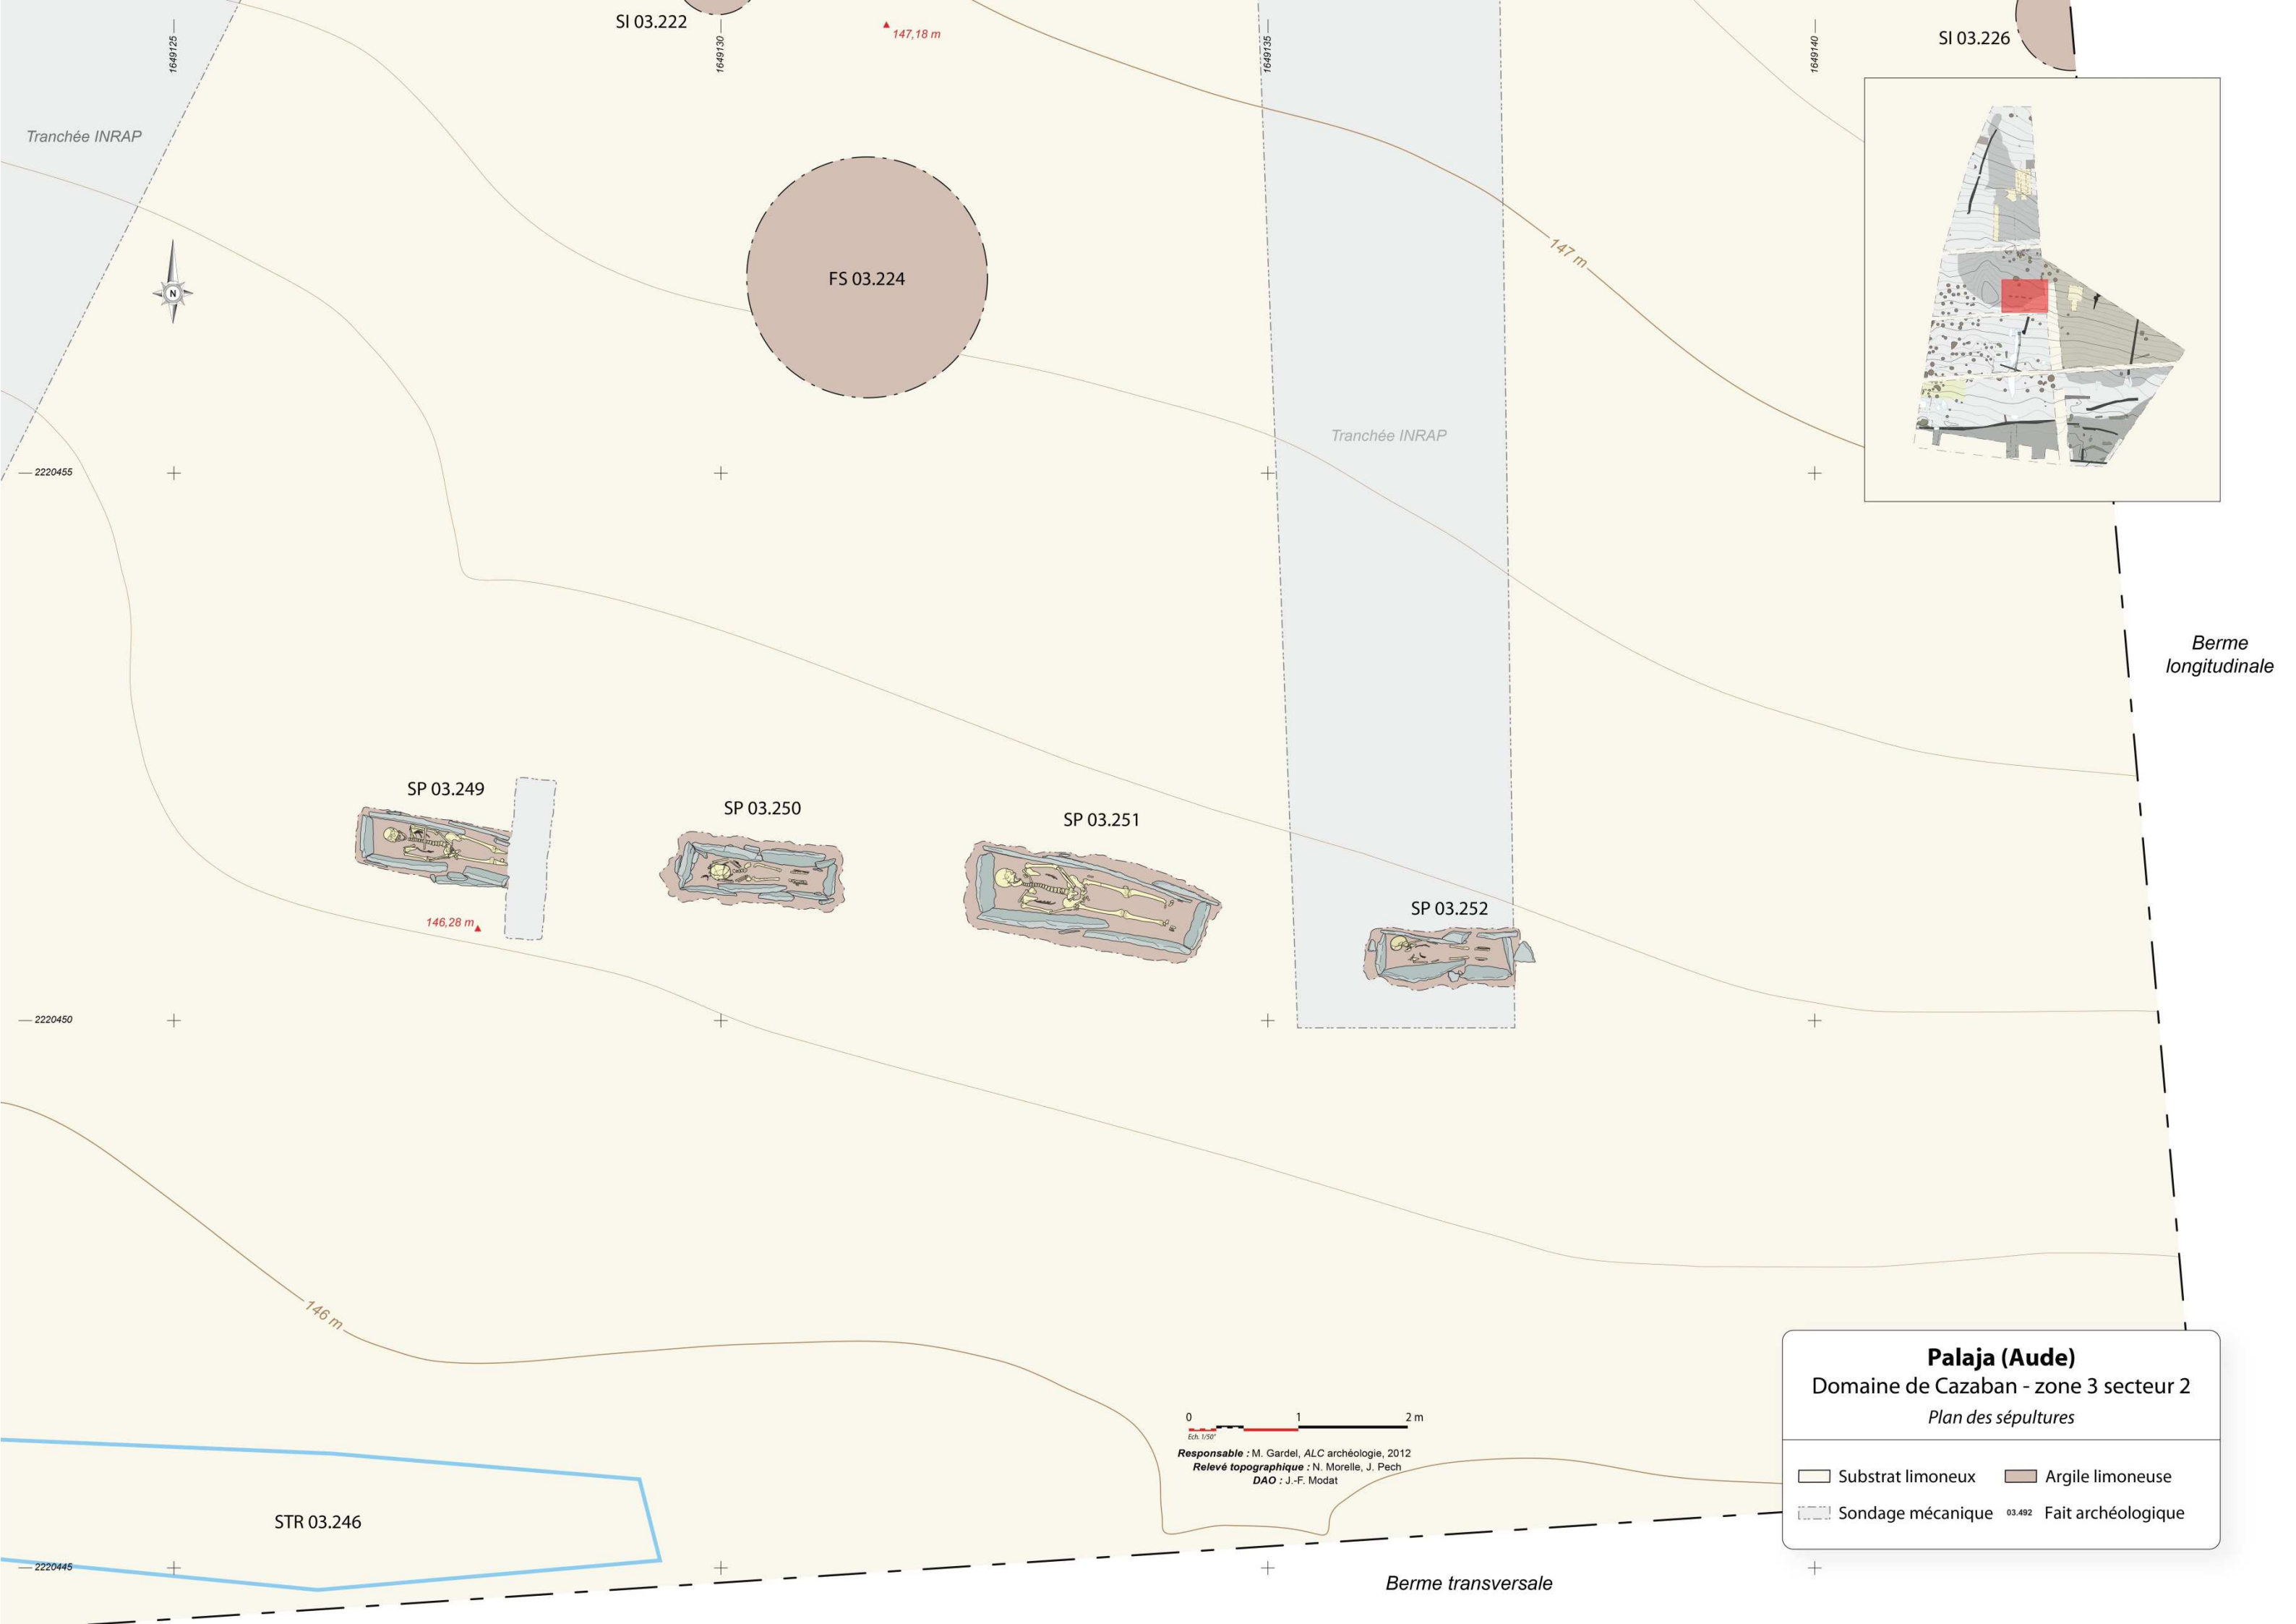 SI 03.222
147,18 m
SI 03.226
1649125
1649130
1649135
1649140
Tranchée INRAP
N
FS 03.224
147 m
Tranchée INRAP
2220455
Berme
longitudinale
SP 03.249
SP 03.250
SP 03.251
SP 03.252
146,28 m
2220450
146 m
0 1 2 m
Ech. 1/50°
Responsable : M. Gardel, ALC archéologie, 2012
Relevé topographique : N. Morelle, J. Pech
DAO : J.-F. Modat
STR 03.246
2220445
Berme transversale
Palaja (Aude)
Domaine de Cazaban - zone 3 secteur 2
Plan des sépultures
Substrat limoneux
Argile limoneuse
Sondage mécanique
03.492 Fait archéologique